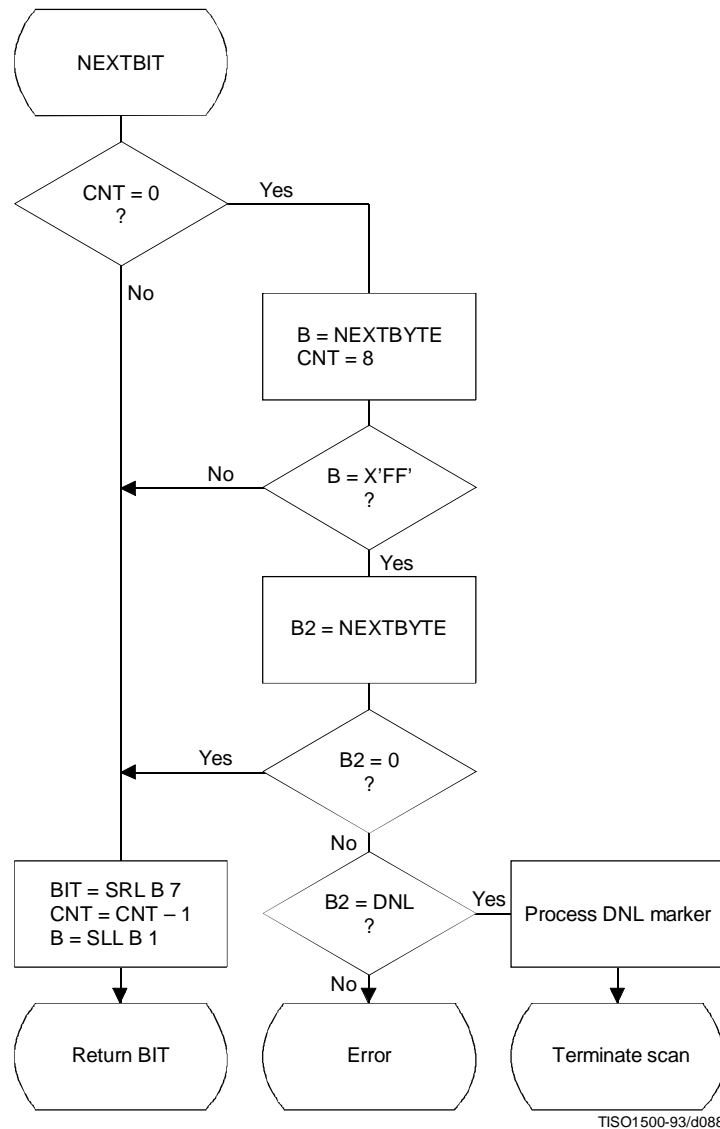 NEXTBIT
CNT = 0
?
Yes
No
B = NEXTBYTE
CNT = 8
B = X’FF'
?
No
Yes
B2 = NEXTBYTE
B2 = 0
?
Yes
No
BIT = SRL B 7
CNT = CNT – 1
B = SLL B 1
B2 = DNL
?
Yes
Process DNL marker
No
Return BIT
Error
Terminate scan
TISO1500-93/d088